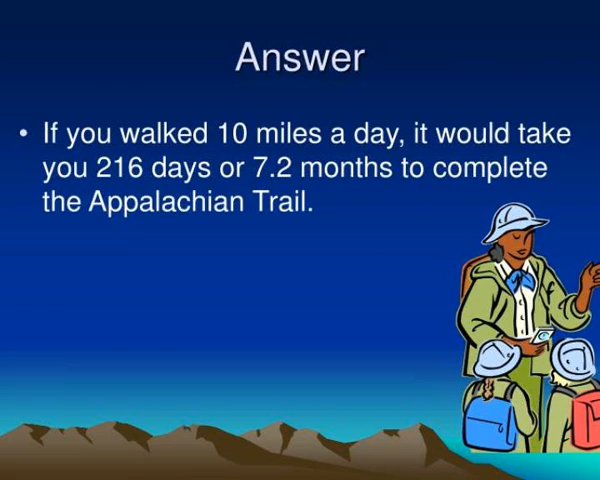 Answer
• If you walked 10 miles a day, it would take
you 216 days or 7.2 months to complete
the Appalachian Trail.